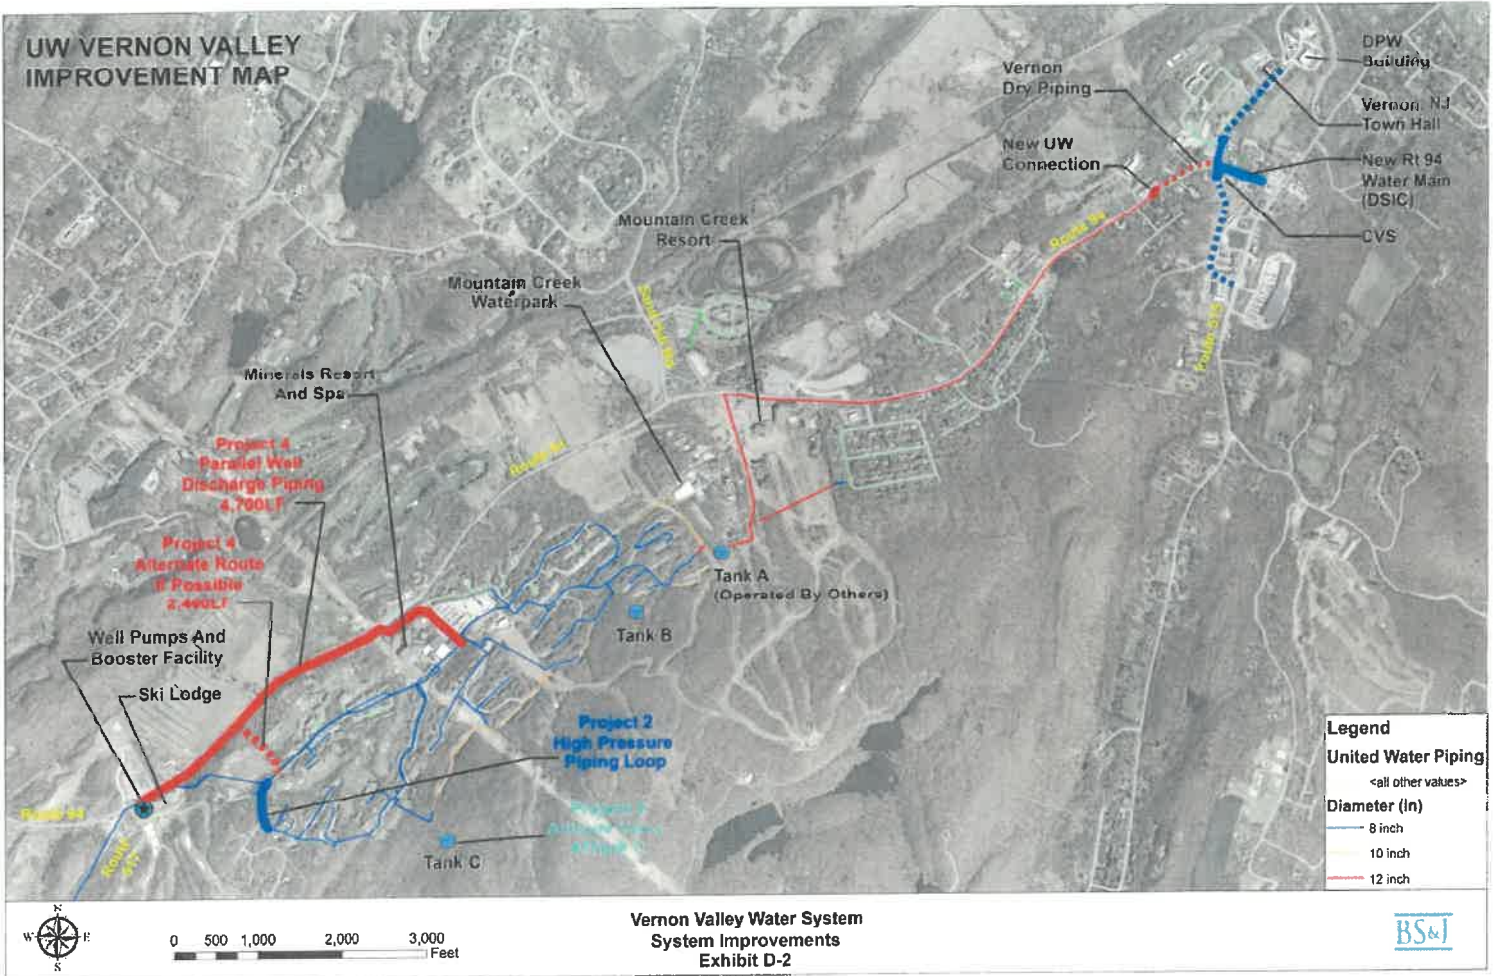 UW VERNON VALLEY
IMPROVEMENT MAP
DPW
Building
Vernon
Dry Piping
Vernon, NJ
Town Hall
New UW
Connection
New Rt 94
Water Main
(DSIC)
CVS
Mountain Creek
Resort
Route 94
Mountain Creek
Waterpark
Route 515
Minerals Resort
And Spa
Route 94
Project 4
Parallel Well
Discharge Piping
4,700LF
Project 4
Alternate Route
If Possible
Tank A
(Operated By Others)
Tank B
Well Pumps And
Booster Facility
Ski Lodge
Project 2
High Pressure
Piping Loop
Route 94
Route
Tank C
Legend
United Water Piping
<all other values>
Diameter (in)
8 inch
10 inch
12 inch
W
E
S
0 500 1,000 2,000 3,000
Feet
Vernon Valley Water System
System Improvements
Exhibit D-2
BS&J